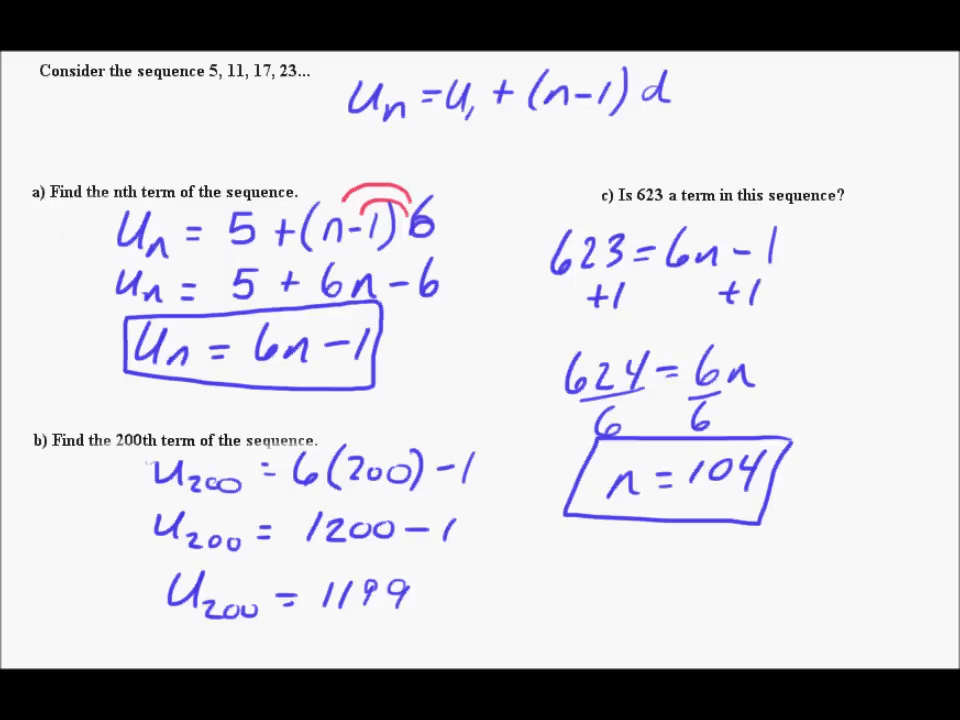 Consider the sequence 5, 11, 17, 23...
Un = U1 + (n-1)d
a) Find the nth term of the sequence.
Un = 5 + (n-1)6
Un = 5 + 6n - 6
Un = 6n - 1
b) Find the 200th term of the sequence.
U200 = 6(200) - 1
U200 = 1200 - 1
U200 = 1199
c) Is 623 a term in this sequence?
623 = 6n - 1
+1 +1
624 = 6n
6 6
n = 104